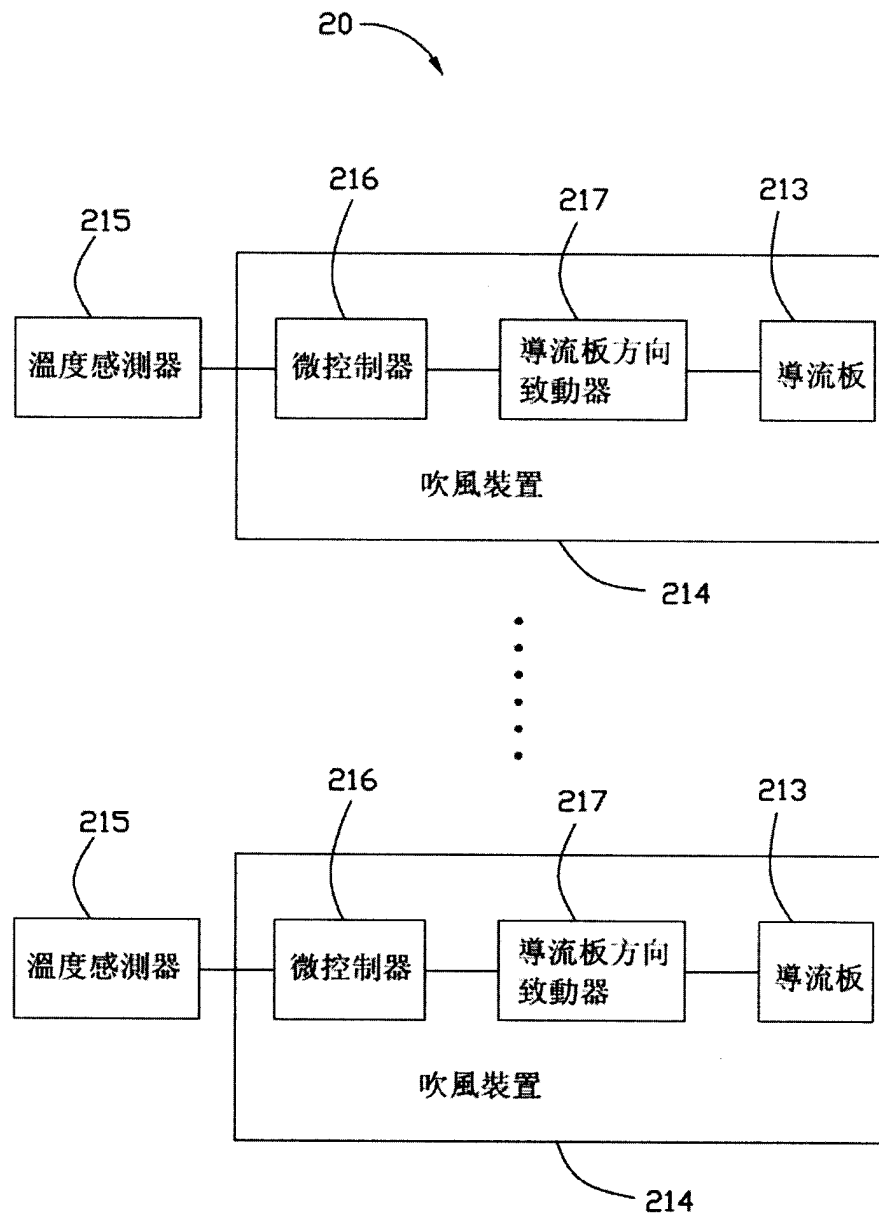 20
215
216
217
213
溫度感測器
微控制器
導流板方向
致動器
導流板
吹風裝置
214
215
216
217
213
溫度感測器
微控制器
導流板方向
致動器
導流板
吹風裝置
214